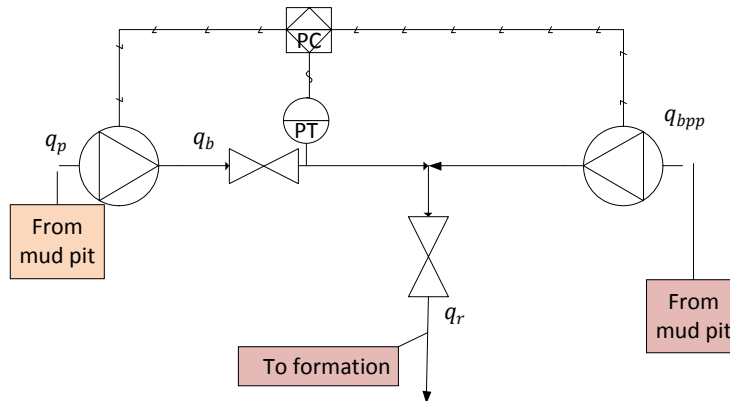 PC
PT
q_p
q_b
q_bpp
From
mud pit
From
mud pit
q_r
To formation